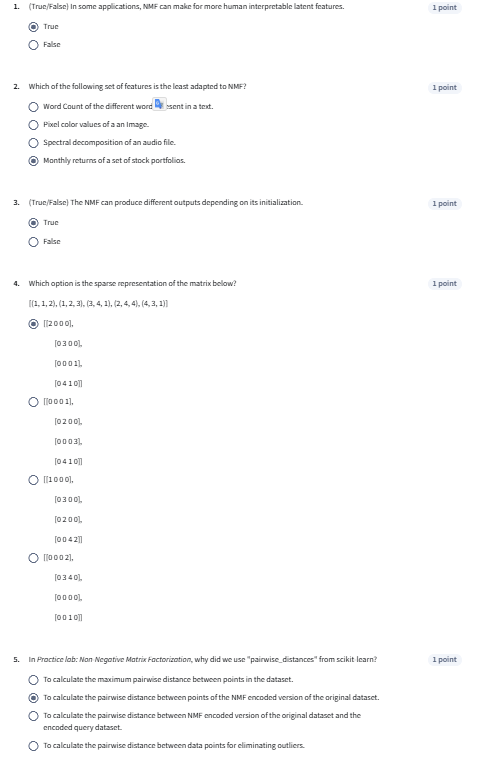 1. (True/False) In some applications, NMF can make for more human interpretable latent features. 1 point
True
False
2. Which of the following set of features is the least adapted to NMF? 1 point
Word Count of the different word esent in a text.
Pixel color values of a an Image.
Spectral decomposition of an audio file.
Monthly returns of a set of stock portfolios.
3. (True/False) The NMF can produce different outputs depending on its initialization. 1 point
True
False
4. Which option is the sparse representation of the matrix below? 1 point
[(1, 1, 2), (1, 2, 3), (3, 4, 1), (2, 4, 4), (4, 3, 1)]
[[2 0 0 0],
[0 3 0 0],
[0 0 0 1],
[0 4 1 0]]
[[0 0 0 1],
[0 2 0 0],
[0 0 0 3],
[0 4 1 0]]
[[1 0 0 0],
[0 3 0 0],
[0 2 0 0],
[0 0 4 2]]
[[0 0 0 2],
[0 3 4 0],
[0 0 0 0],
[0 0 1 0]]
5. In Practice lab: Non-Negative Matrix Factorization, why did we use "pairwise_distances" from scikit learn? 1 point
To calculate the maximum pairwise distance between points in the dataset.
To calculate the pairwise distance between points of the NMF encoded version of the original dataset.
To calculate the pairwise distance between NMF encoded version of the original dataset and the
encoded query dataset.
To calculate the pairwise distance between data points for eliminating outliers.